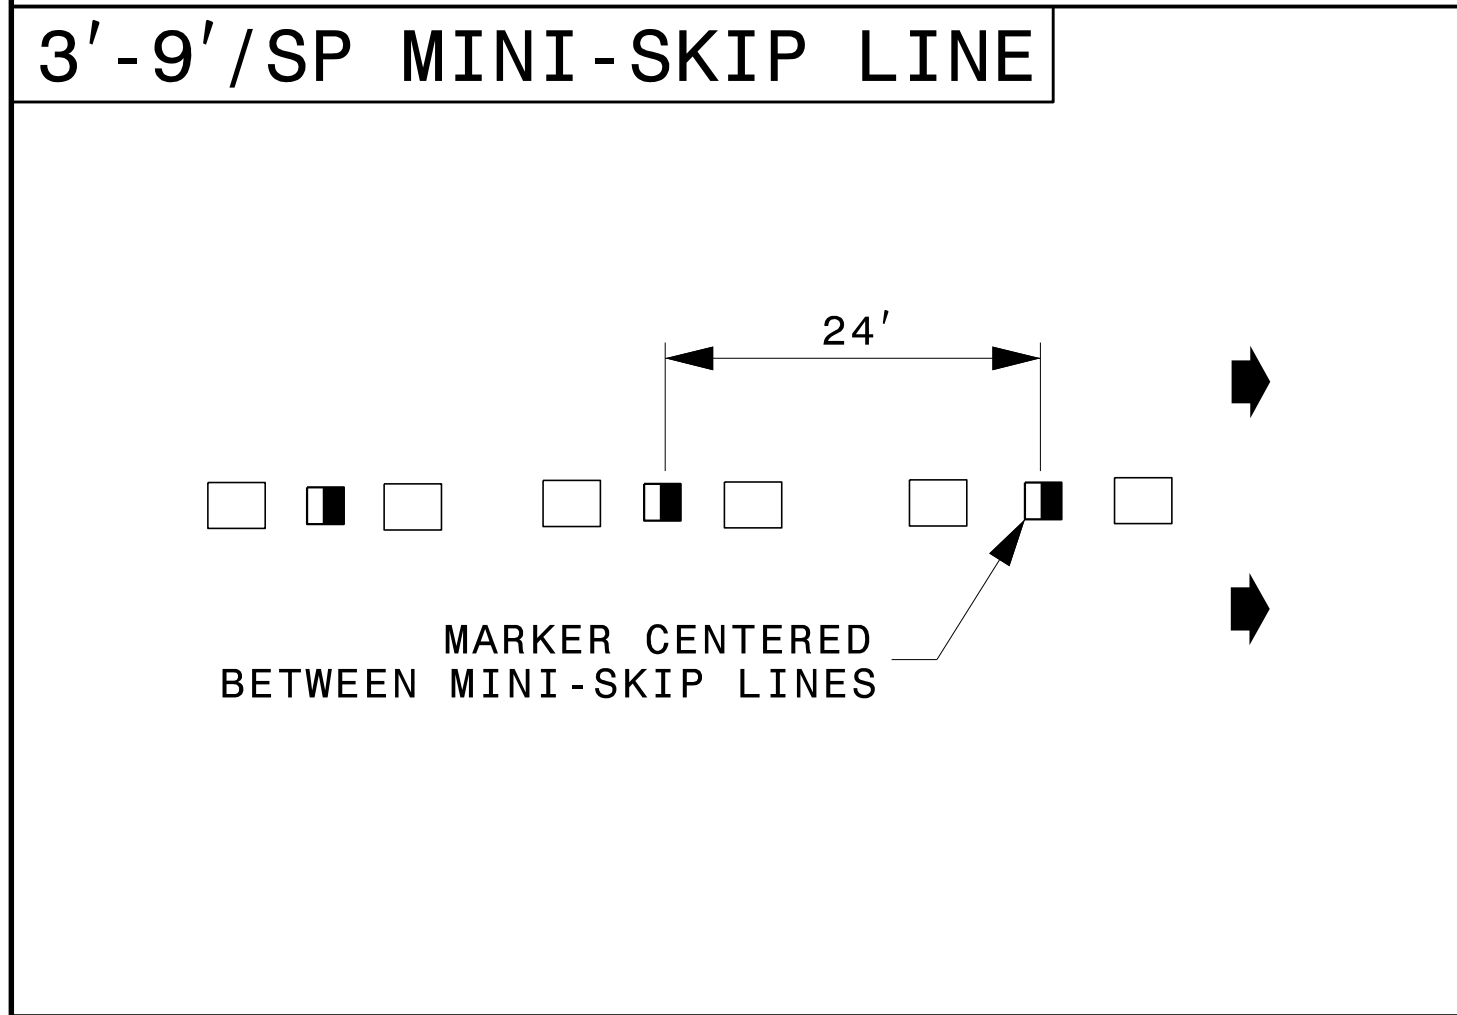 3'-9'/SP MINI-SKIP LINE
24'
MARKER CENTERED
BETWEEN MINI-SKIP LINES